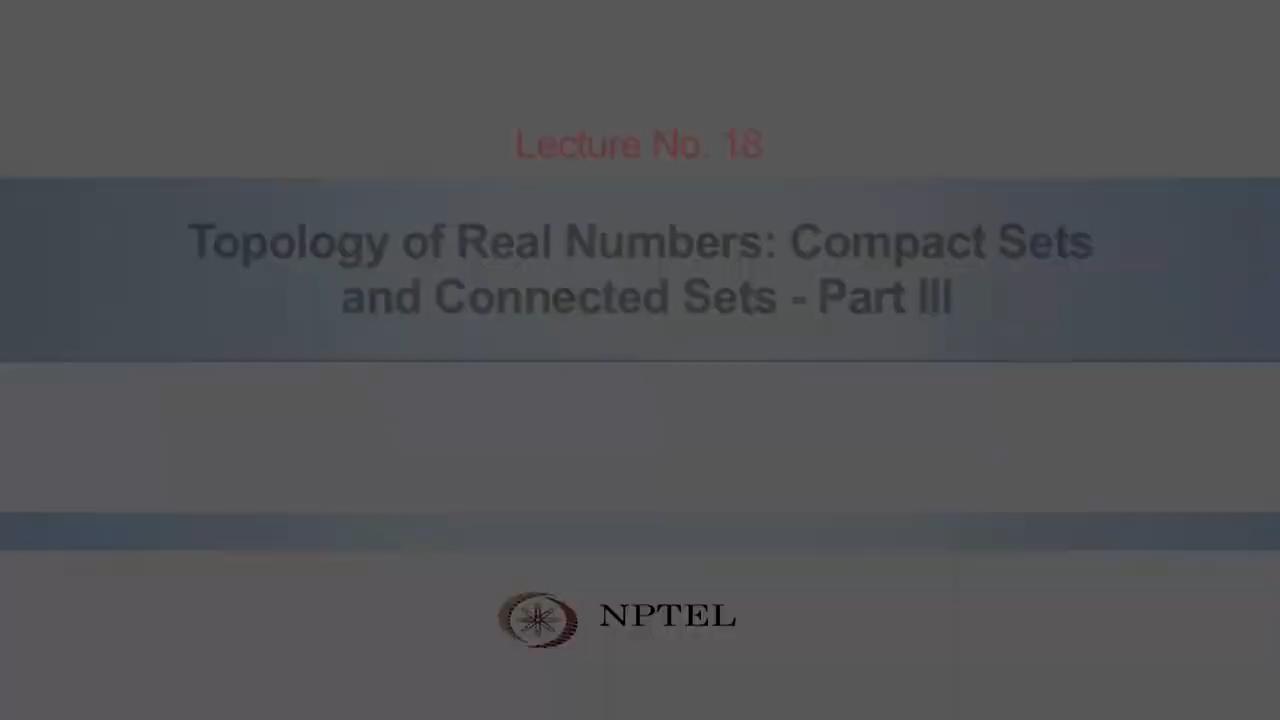 Lecture No. 18
Topology of Real Numbers: Compact Sets
and Connected Sets - Part III
NPTEL